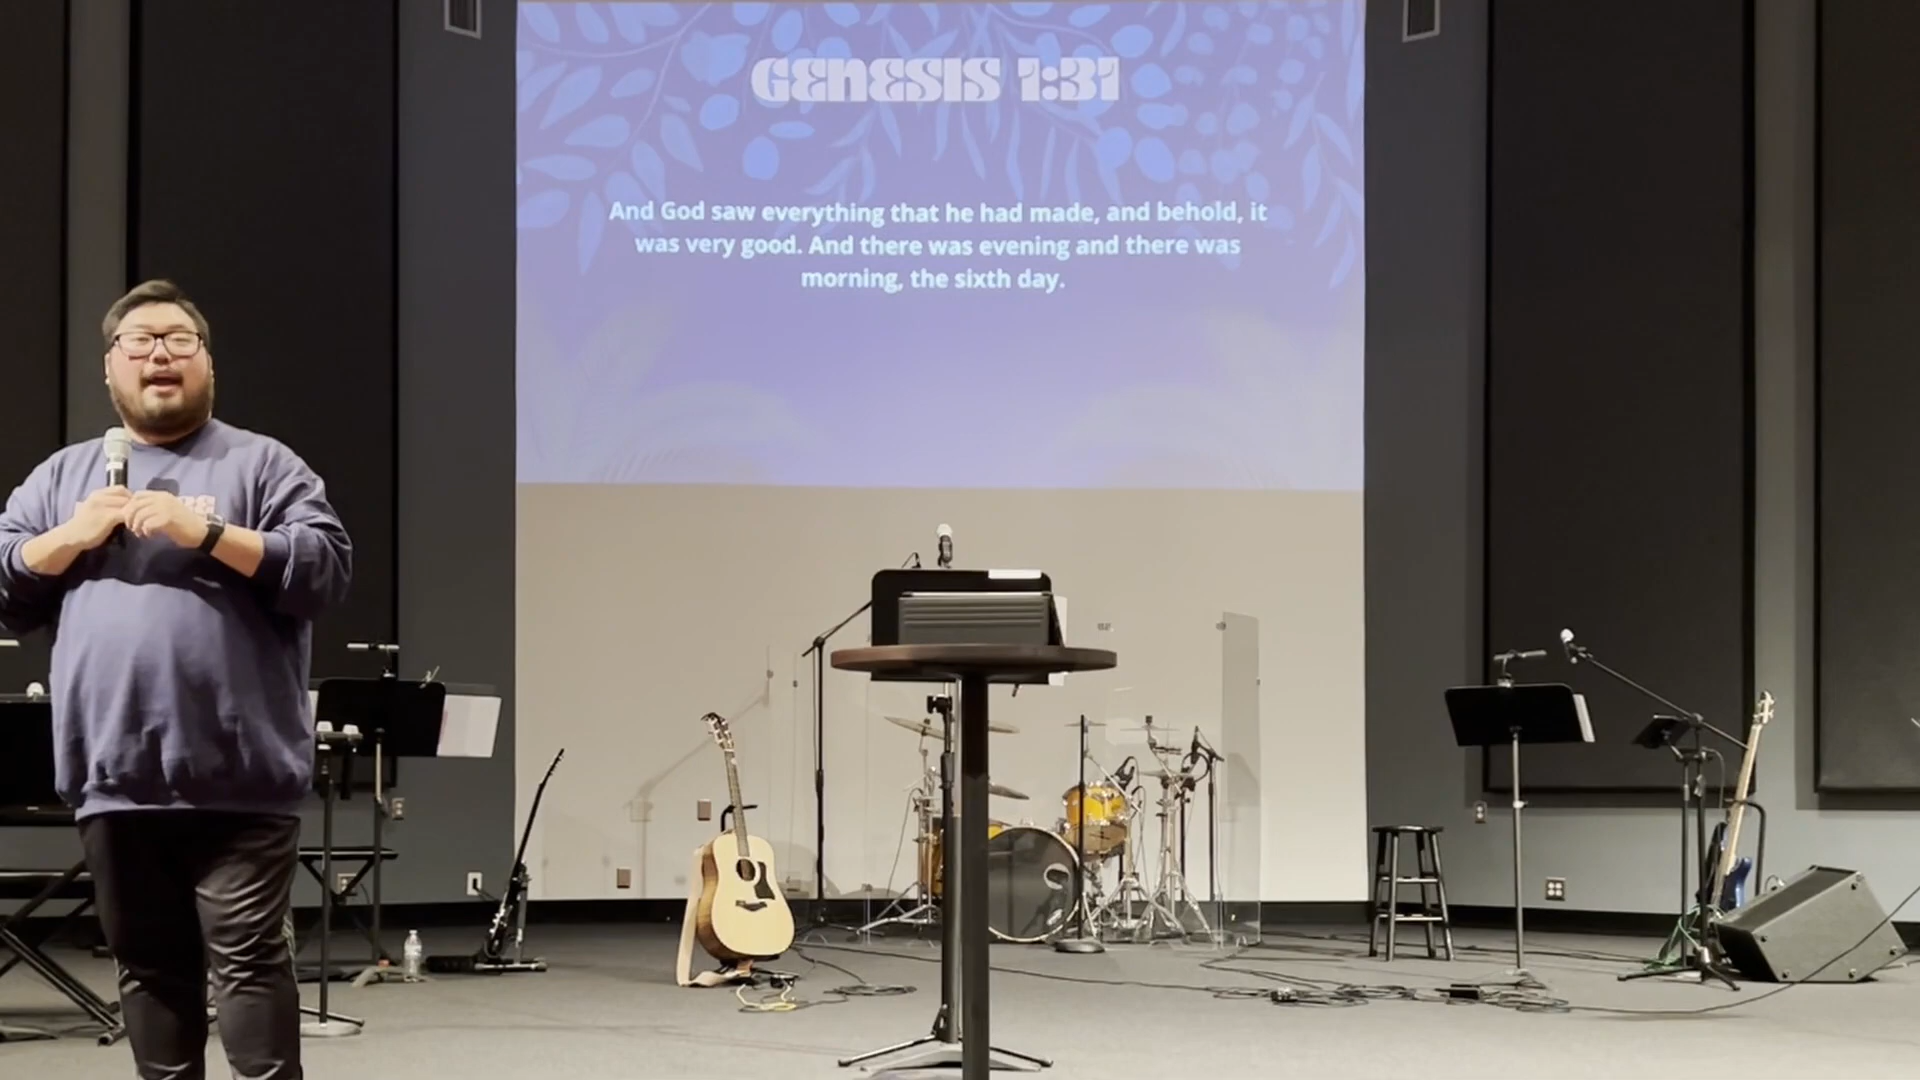 GENESIS 1:31
And God saw everything that he had made, and behold, it
was very good. And there was evening and there was
morning, the sixth day.